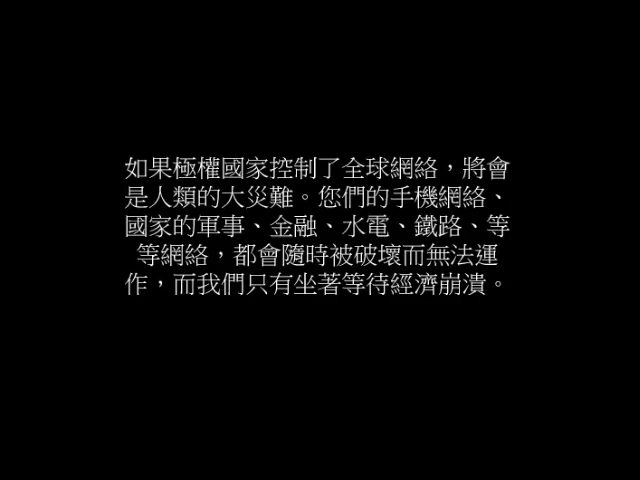 如果極權國家控制了全球網絡，將會
是人類的大災難。您們的手機網絡、
國家的軍事、金融、水電、鐵路、等
等網絡，都會隨時被破壞而無法運
作，而我們只有坐著等待經濟崩潰。